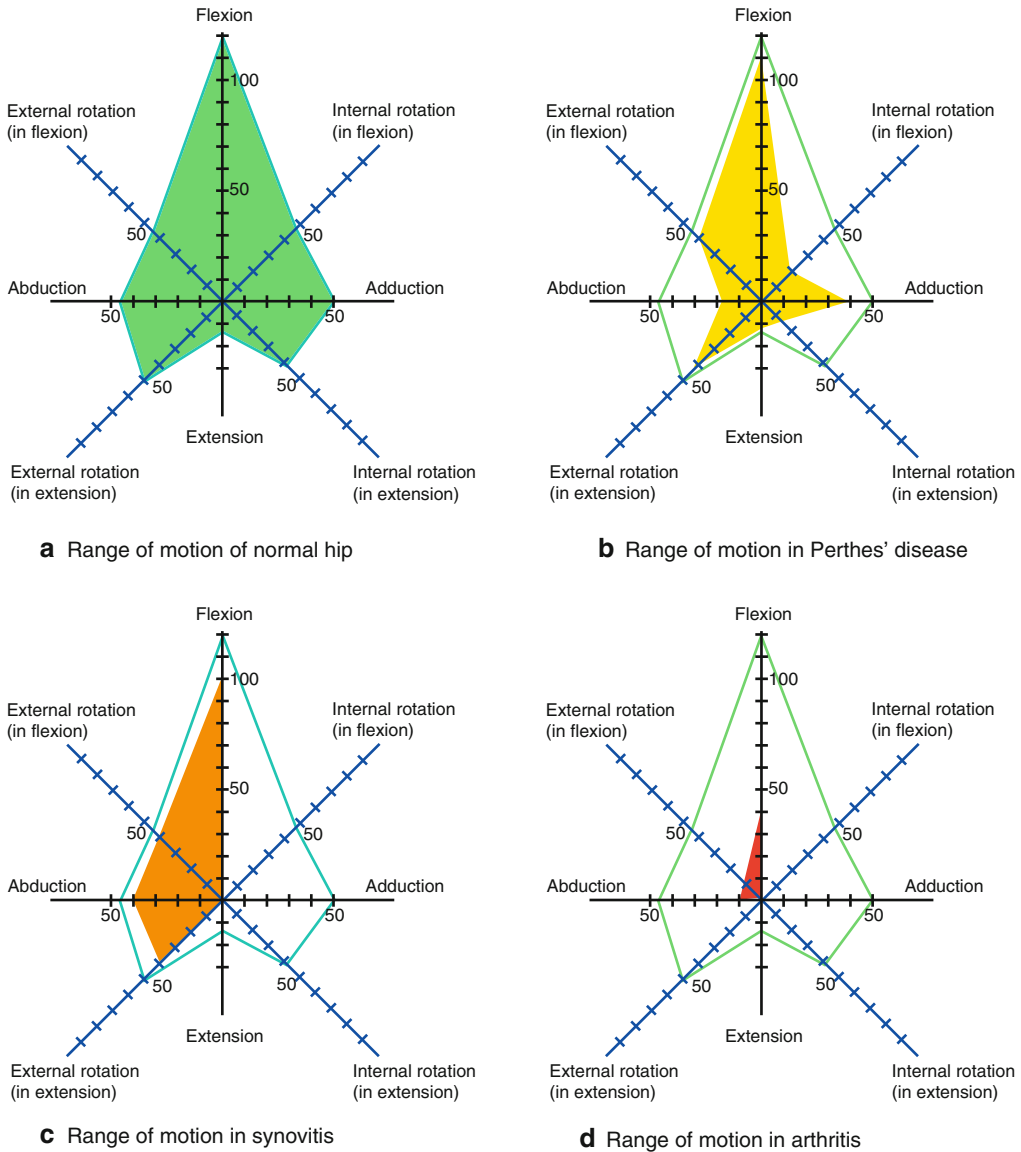 Flexion
100
External rotation
(in flexion)
Internal rotation
(in flexion)
50
50
50
Abduction
Adduction
50
50
50
50
Extension
External rotation
(in extension)
Internal rotation
(in extension)
a Range of motion of normal hip
Flexion
100
External rotation
(in flexion)
Internal rotation
(in flexion)
50
50
50
Abduction
Adduction
50
50
50
50
Extension
External rotation
(in extension)
Internal rotation
(in extension)
b Range of motion in Perthes' disease
Flexion
100
External rotation
(in flexion)
Internal rotation
(in flexion)
50
50
50
Abduction
Adduction
50
50
50
50
Extension
External rotation
(in extension)
Internal rotation
(in extension)
c Range of motion in synovitis
Flexion
100
External rotation
(in flexion)
Internal rotation
(in flexion)
50
50
50
Abduction
Adduction
50
50
50
50
Extension
External rotation
(in extension)
Internal rotation
(in extension)
d Range of motion in arthritis